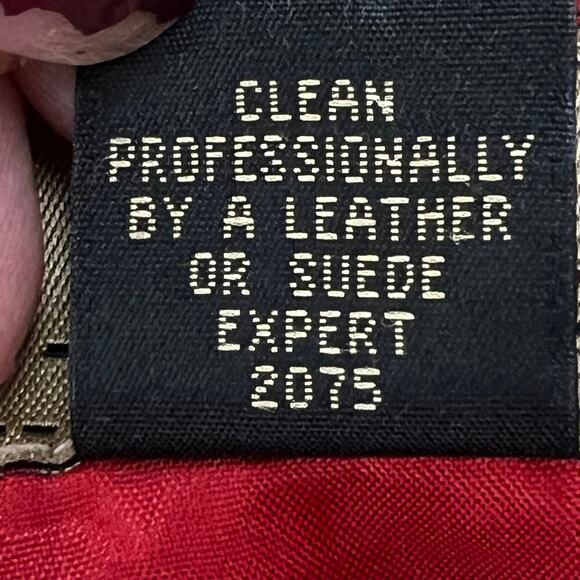 CLEAN
PROFESSIONALLY
BY A LEATHER
OR SUEDE
EXPERT
2075